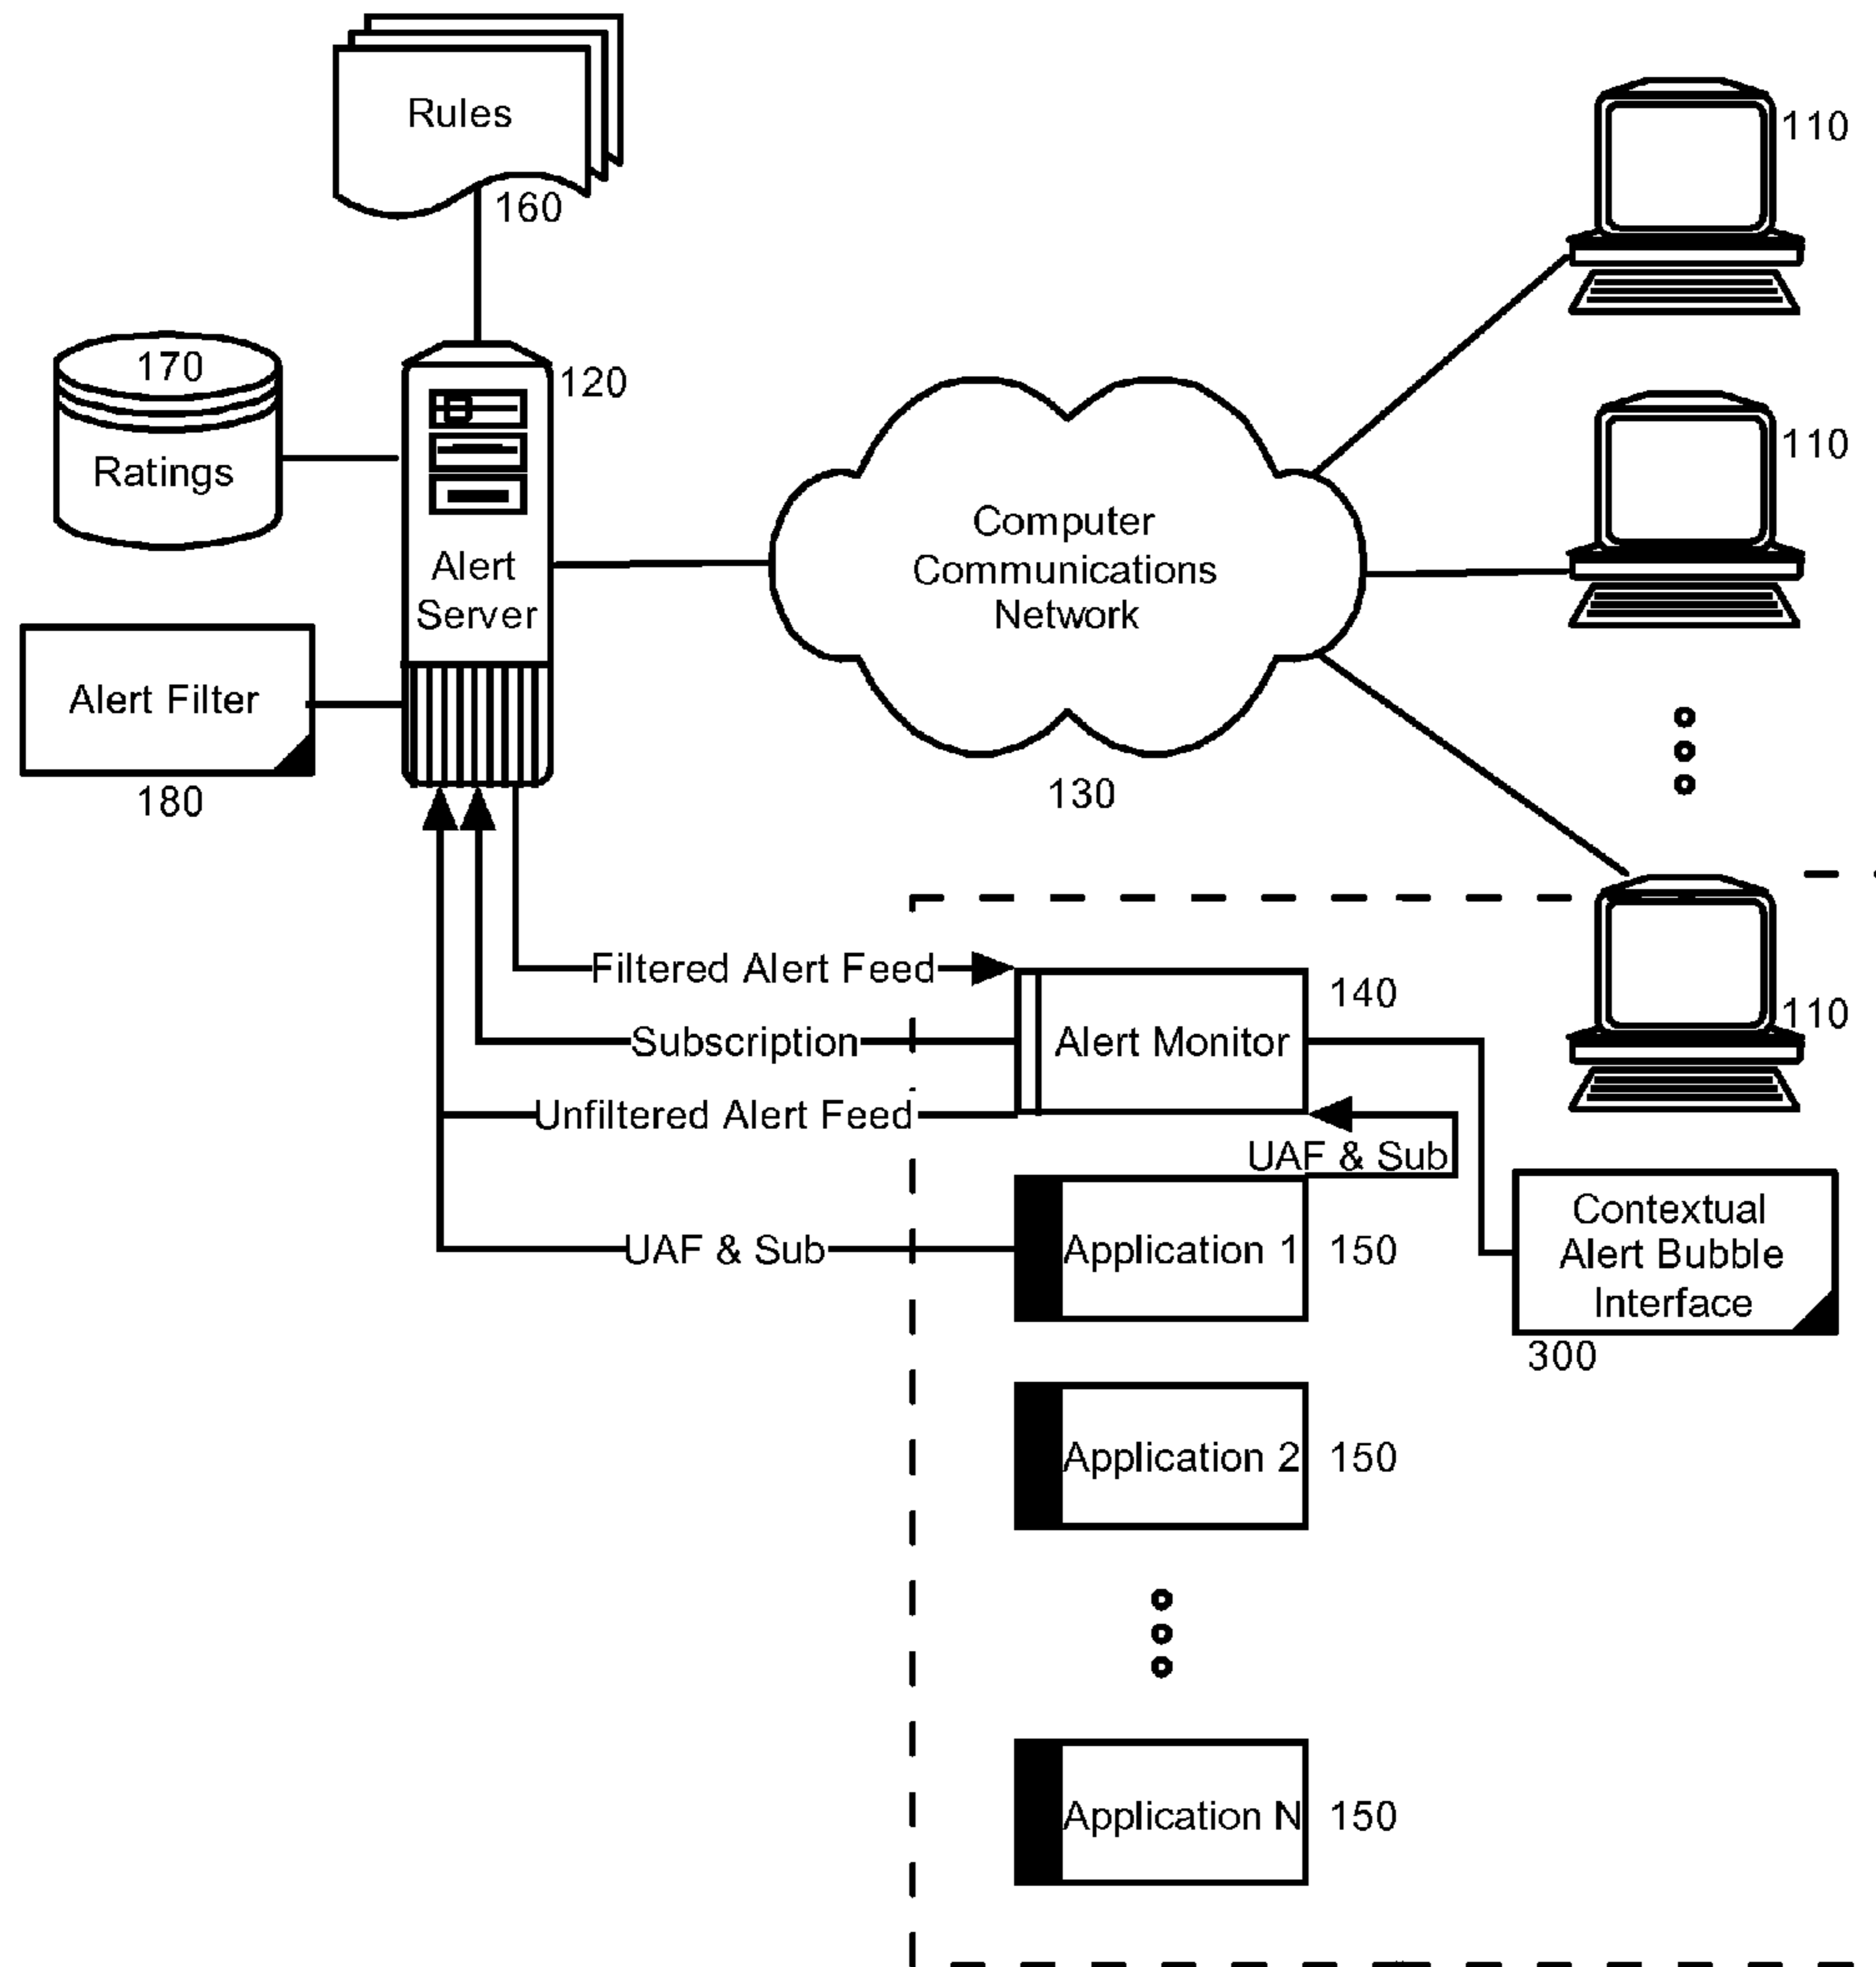 Rules
160
110
170
Ratings
120
Alert
Server
Computer
Communications
Network
110
Alert Filter
180
130
Filtered Alert Feed
140
110
Subscription
Alert Monitor
Unfiltered Alert Feed
UAF & Sub
UAF & Sub
Application 1
150
Contextual
Alert Bubble
Interface
300
Application 2
150
Application N
150